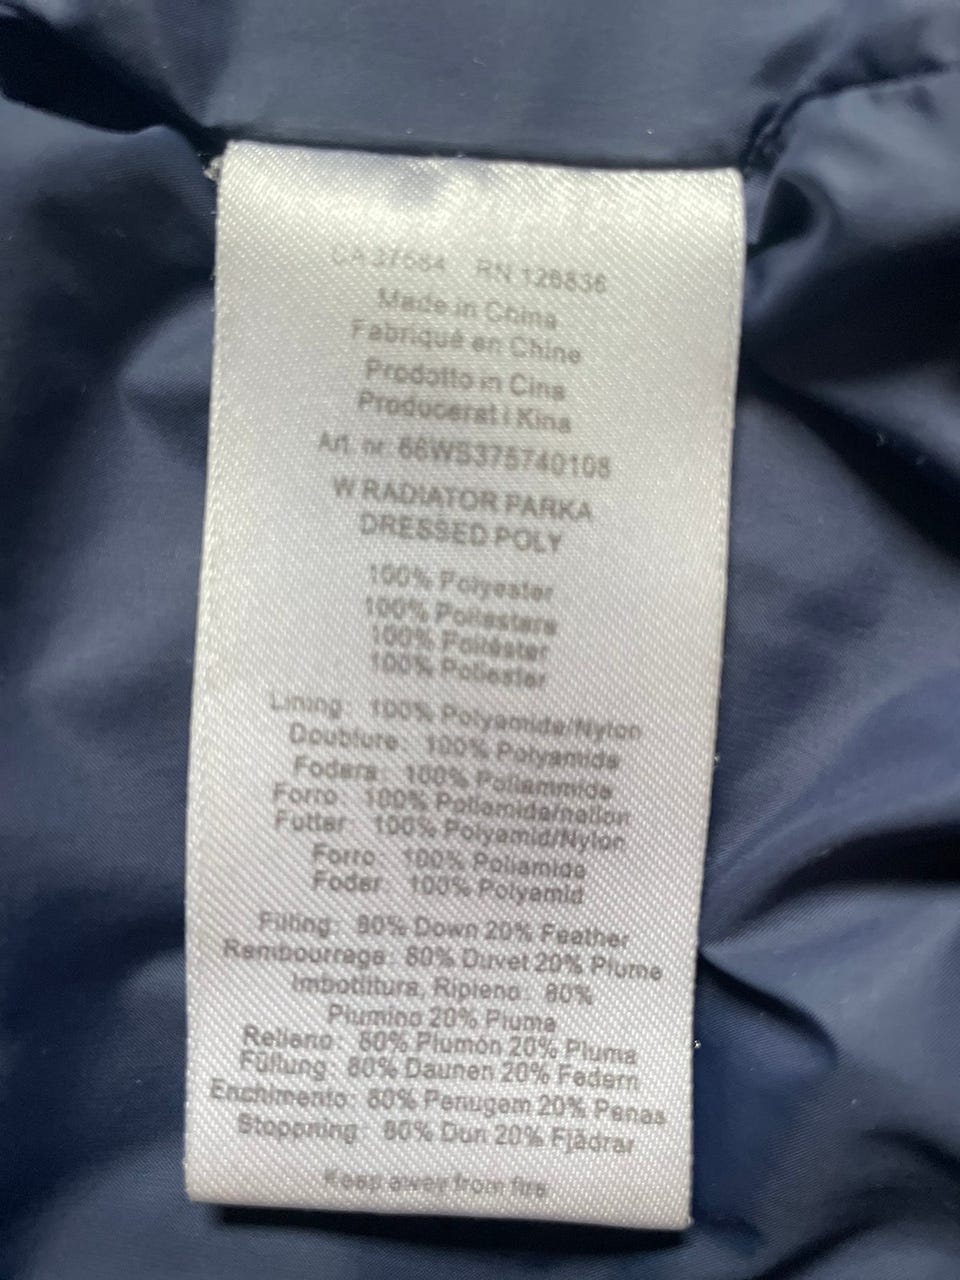 CA 37664 RN 126836
Made in China
Fabriqué en Chine
Prodotto in Cina
Producerat i Kina
Art. nr. 66WS375740108
W RADIATOR PARKA
DRESSED POLY
100% Polyester
100% Poliestere
100% Poliéster
100% Poliester
Lining: 100% Polyamide/Nylon
Doublure: 100% Polyamide
Fodera: 100% Poliammide
Forro: 100% Poliamida/nailon
Futter: 100% Polyamid/Nylon
Forro: 100% Poliamida
Foder: 100% Polyamid
Filling: 80% Down 20% Feather
Rembourrage: 80% Duvet 20% Plume
Imbottitura, Ripieno: 80%
Piumino 20% Piuma
Relleno: 80% Plumón 20% Pluma
Füllung: 80% Daunen 20% Federn
Enchimento: 80% Penugem 20% Penas
Stoppning: 80% Dun 20% Fjädrar
Keep away from fire